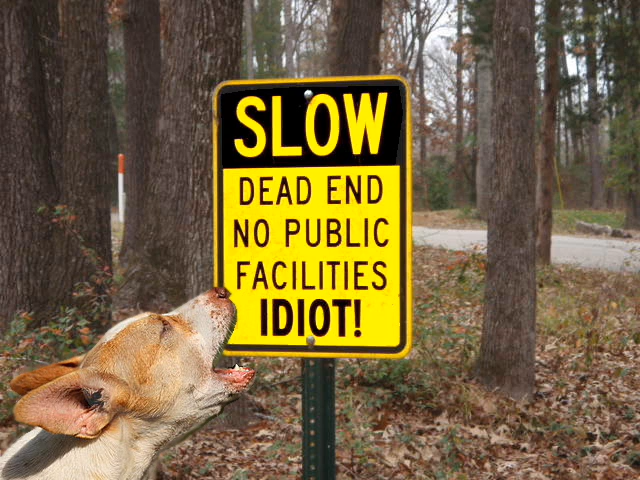 SLOW
DEAD END
NO PUBLIC
FACILITIES
IDIOT!